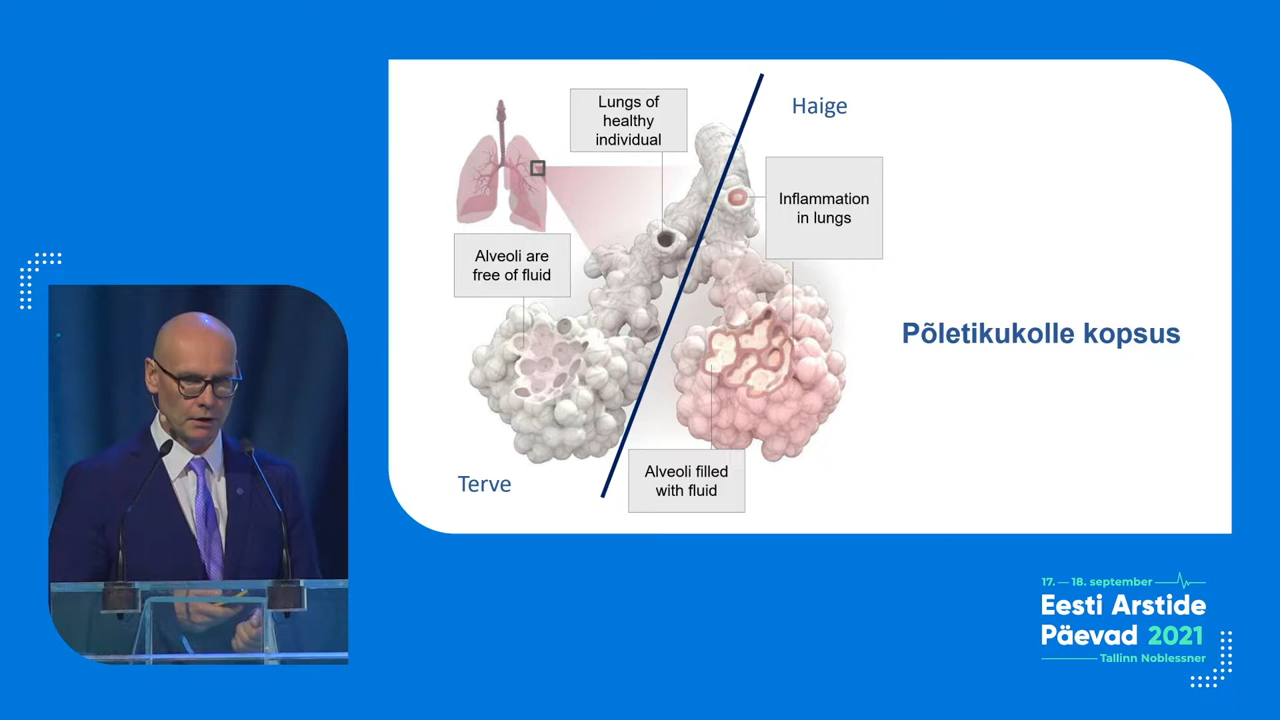 Lungs of
healthy
individual
Haige
Inflammation
in lungs
Alveoli are
free of fluid
Põletikukolle kopsus
Terve
Alveoli filled
with fluid
17. — 18. september
Eesti Arstide
Päevad 2021
Tallinn Noblessner